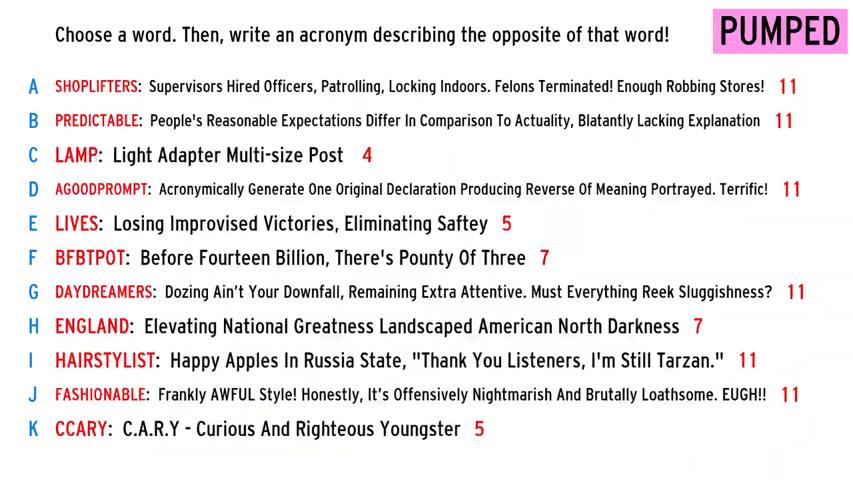 Choose a word. Then, write an acronym describing the opposite of that word!
PUMPED
A SHOPLIFTERS: Supervisors Hired Officers, Patrolling, Locking Indoors. Felons Terminated! Enough Robbing Stores! 11
B PREDICTABLE: People's Reasonable Expectations Differ In Comparison To Actuality, Blatantly Lacking Explanation 11
C LAMP: Light Adapter Multi-size Post 4
D AGOODPROMPT: Acronymically Generate One Original Declaration Producing Reverse Of Meaning Portrayed. Terrific! 11
E LIVES: Losing Improvised Victories, Eliminating Saftey 5
F BFBTPOT: Before Fourteen Billion, There's Pounty Of Three 7
G DAYDREAMERS: Dozing Ain't Your Downfall, Remaining Extra Attentive. Must Everything Reek Sluggishness? 11
H ENGLAND: Elevating National Greatness Landscaped American North Darkness 7
I HAIRSTYLIST: Happy Apples In Russia State, "Thank You Listeners, I'm Still Tarzan." 11
J FASHIONABLE: Frankly AWFUL Style! Honestly, It's Offensively Nightmarish And Brutally Loathsome. EUGH!! 11
K CCARY: C.A.R.Y - Curious And Righteous Youngster 5